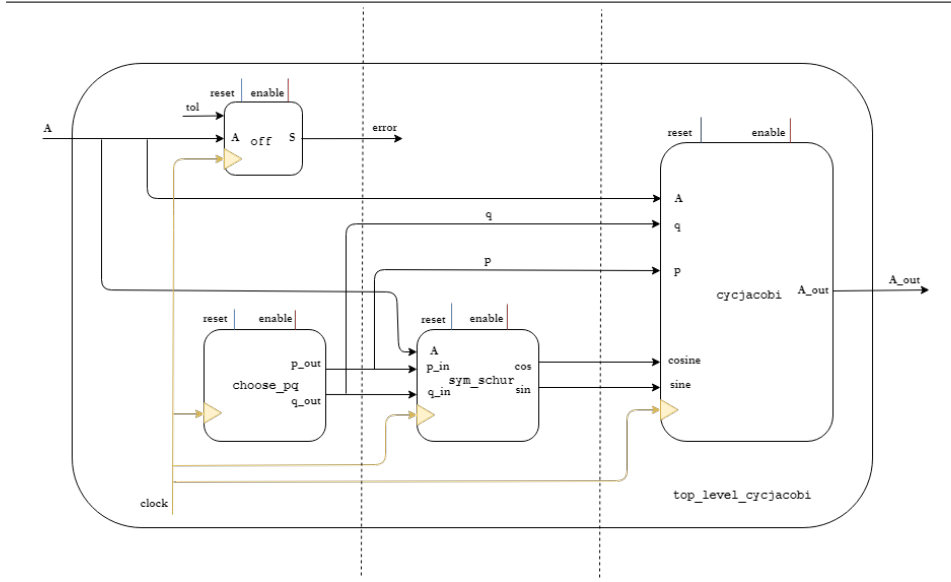 reset enable
tol
A
A off S
error
reset enable
A
q
q
p
p
cycjacobi
A_out
A_out
reset enable
reset enable
p_out
A
p_in
cos
cosine
choose_pq
sym_schur
q_out
q_in
sin
sine
clock
top_level_cycjacobi